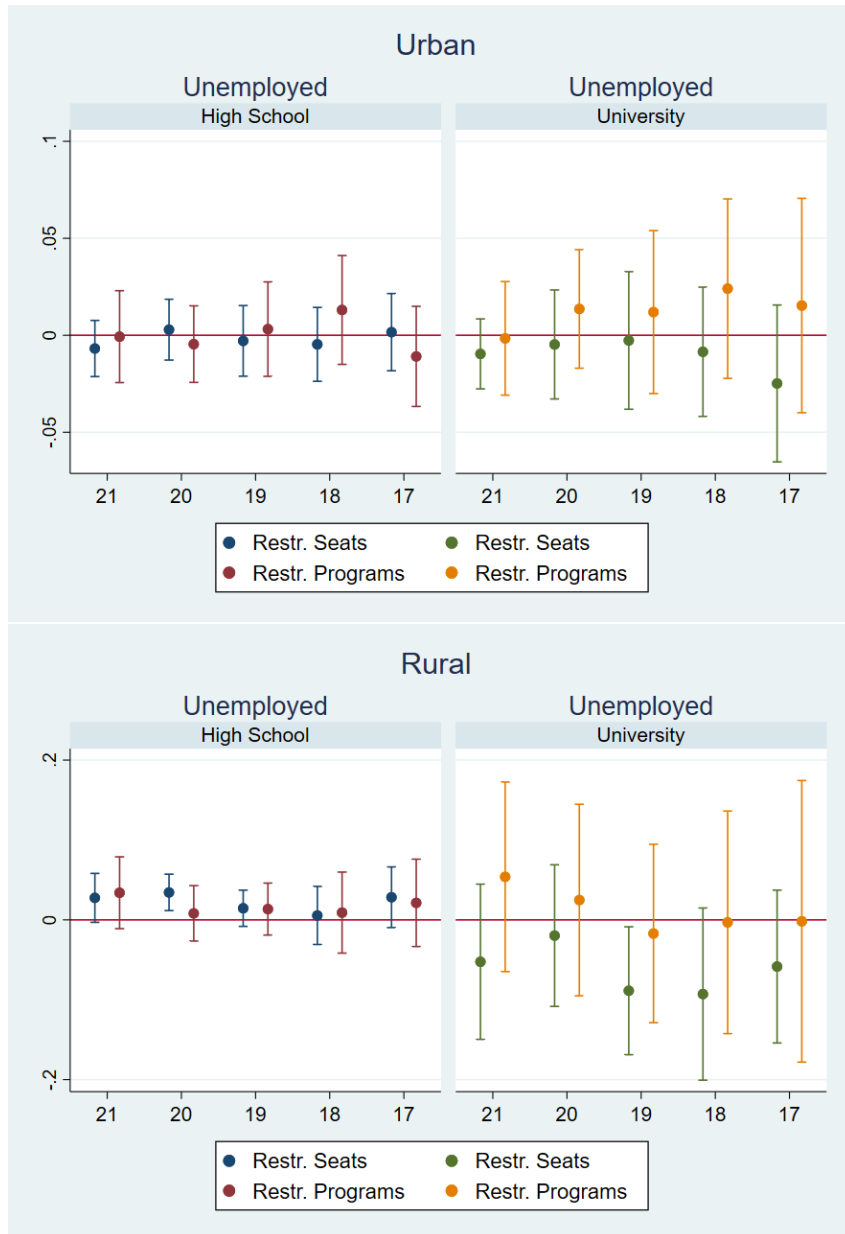 Urban
Unemployed Unemployed
High School University
.1
.05
0
-.05
21 20 19 18 17 21 20 19 18 17
Restr. Seats Restr. Seats
Restr. Programs Restr. Programs
Rural
Unemployed Unemployed
High School University
.2
0
-.2
21 20 19 18 17 21 20 19 18 17
Restr. Seats Restr. Seats
Restr. Programs Restr. Programs